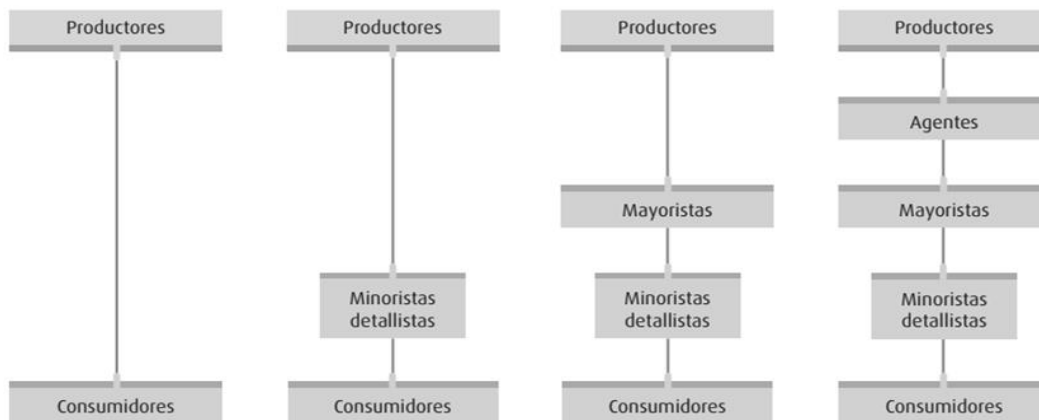 Productores
Productores
Productores
Productores
Agentes
Mayoristas
Mayoristas
Minoristas
detallistas
Minoristas
detallistas
Minoristas
detallistas
Consumidores
Consumidores
Consumidores
Consumidores